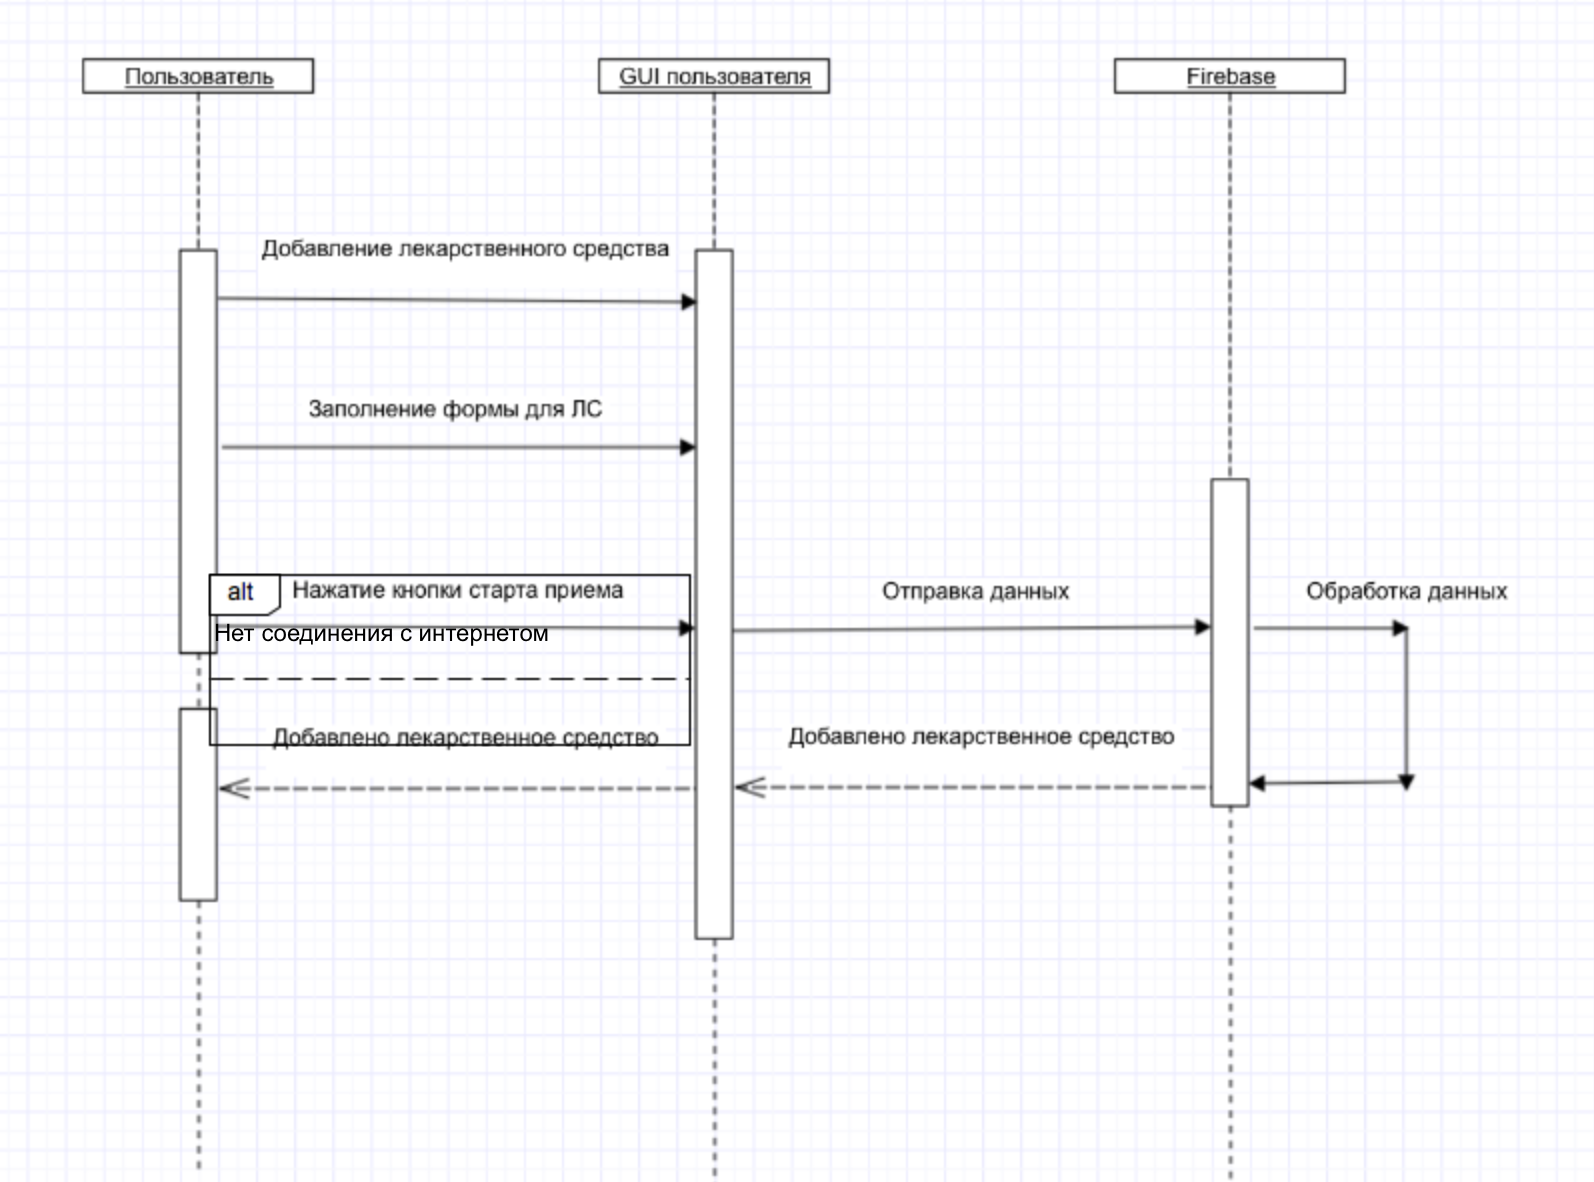 Пользователь
GUI пользователя
Firebase
Добавление лекарственного средства
Заполнение формы для ЛС
alt
Нажатие кнопки старта приема
Отправка данных
Обработка данных
Нет соединения с интернетом
Добавлено лекарственное средство
Добавлено лекарственное средство